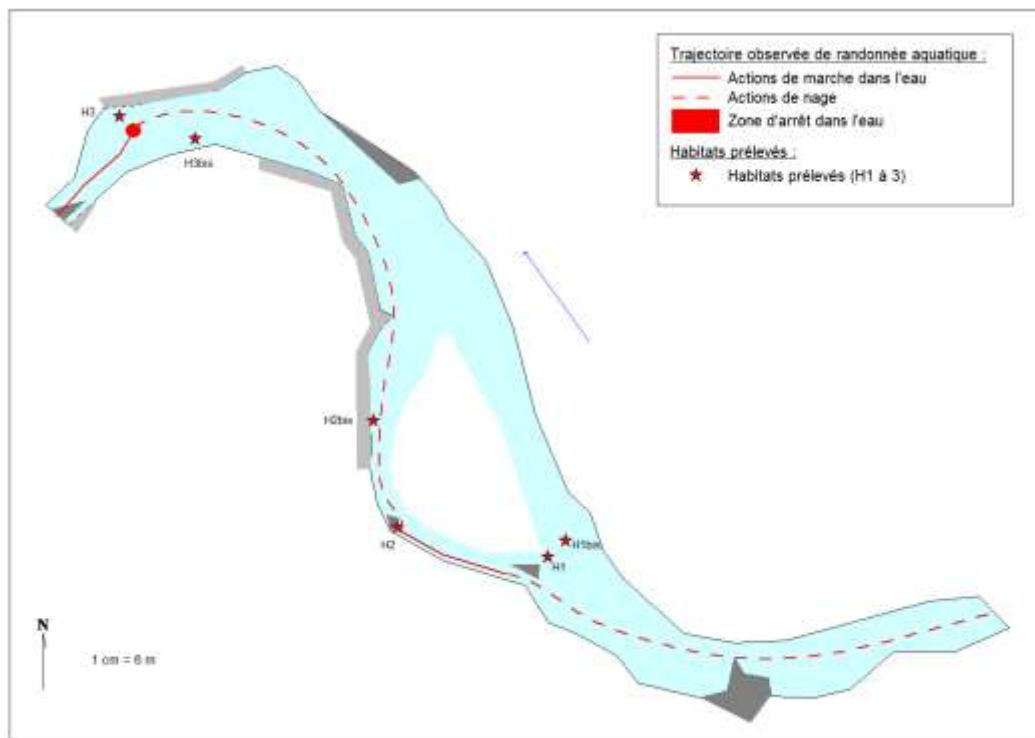 Trajectoire observée de randonnée aquatique :
Actions de marche dans l'eau
Actions de nage
Zone d'arrêt dans l'eau
Habitats prélevés :
Habitats prélevés (H1 à 3)
H3
H3bis
H2bis
H2
H1bis
H1
N
1 cm = 6 m